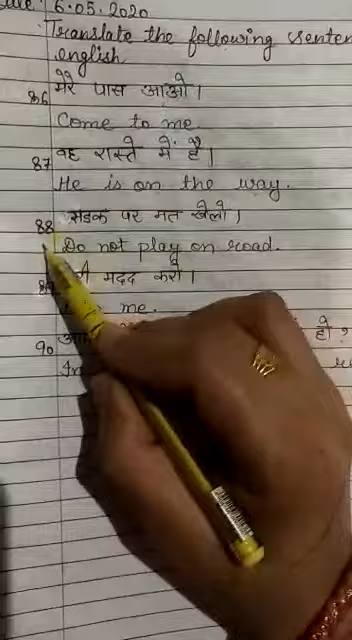 6.05.2020
Translate the following
english
86 मेरे पास आओ।
Come to me.
87 वह रास्ते में है।
He is on the way.
88 सड़क पर मत खेलो।
Do not play on road.
मदद करो।
me.
90 हो?